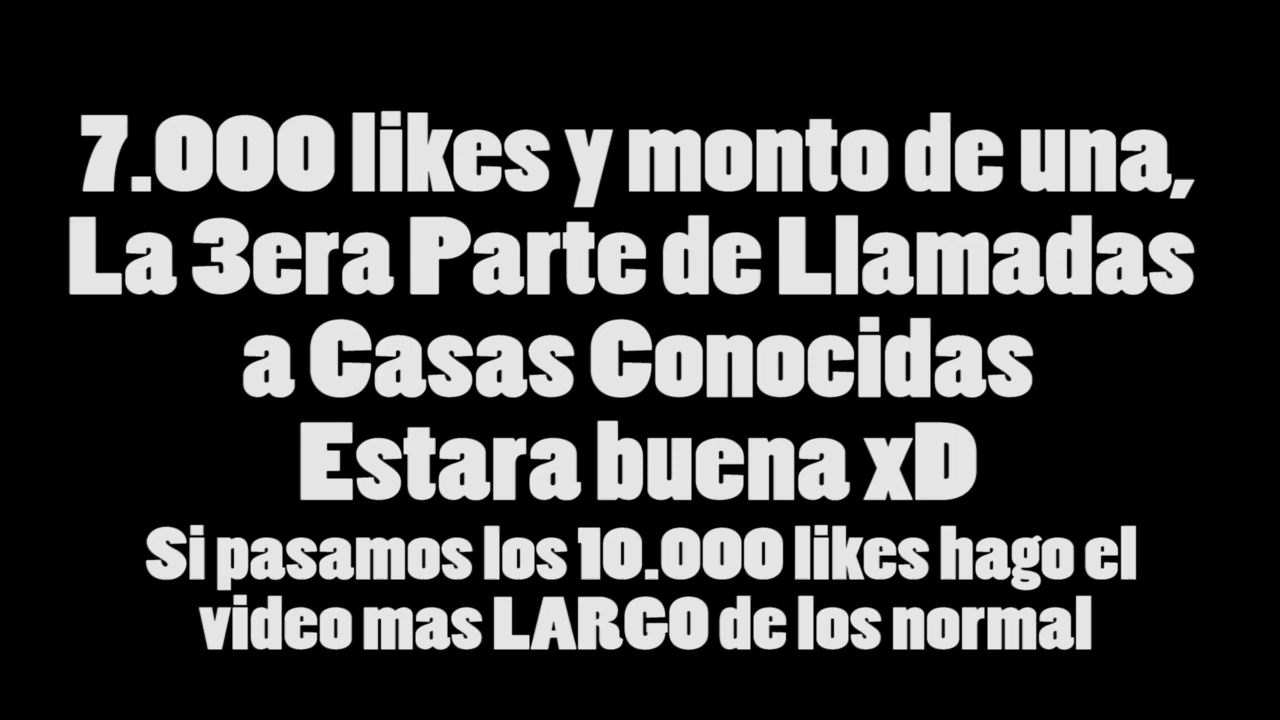 7.000 likes y monto de una,
La 3era Parte de Llamadas
a Casas Conocidas
Estara buena xD
Si pasamos los 10.000 likes hago el
video mas LARGO de los normal